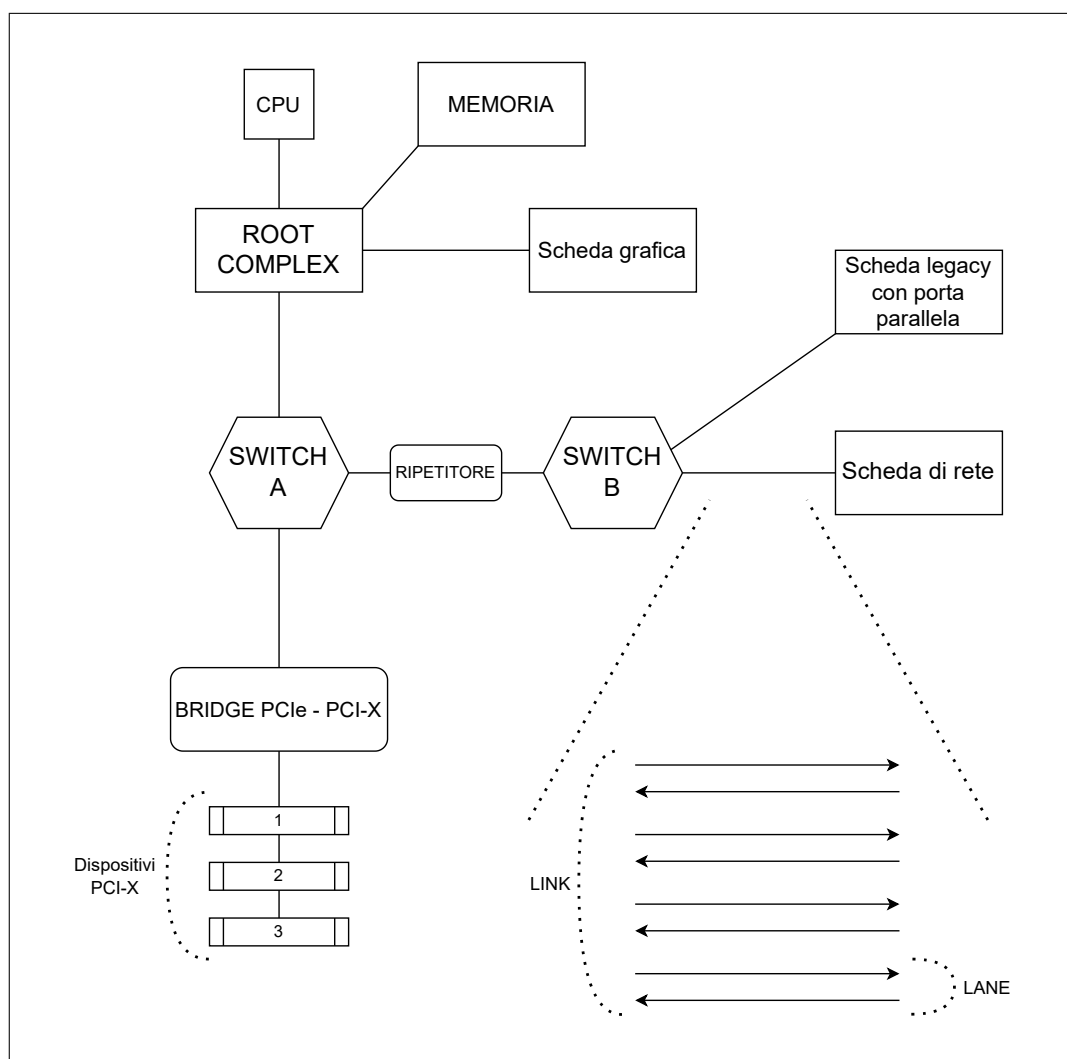 CPU
MEMORIA
ROOT
COMPLEX
Scheda grafica
Scheda legacy
con porta
parallela
SWITCH
A
RIPETITORE
SWITCH
B
Scheda di rete
BRIDGE PCIe - PCI-X
1
2
3
Dispositivi
PCI-X
LINK
LANE